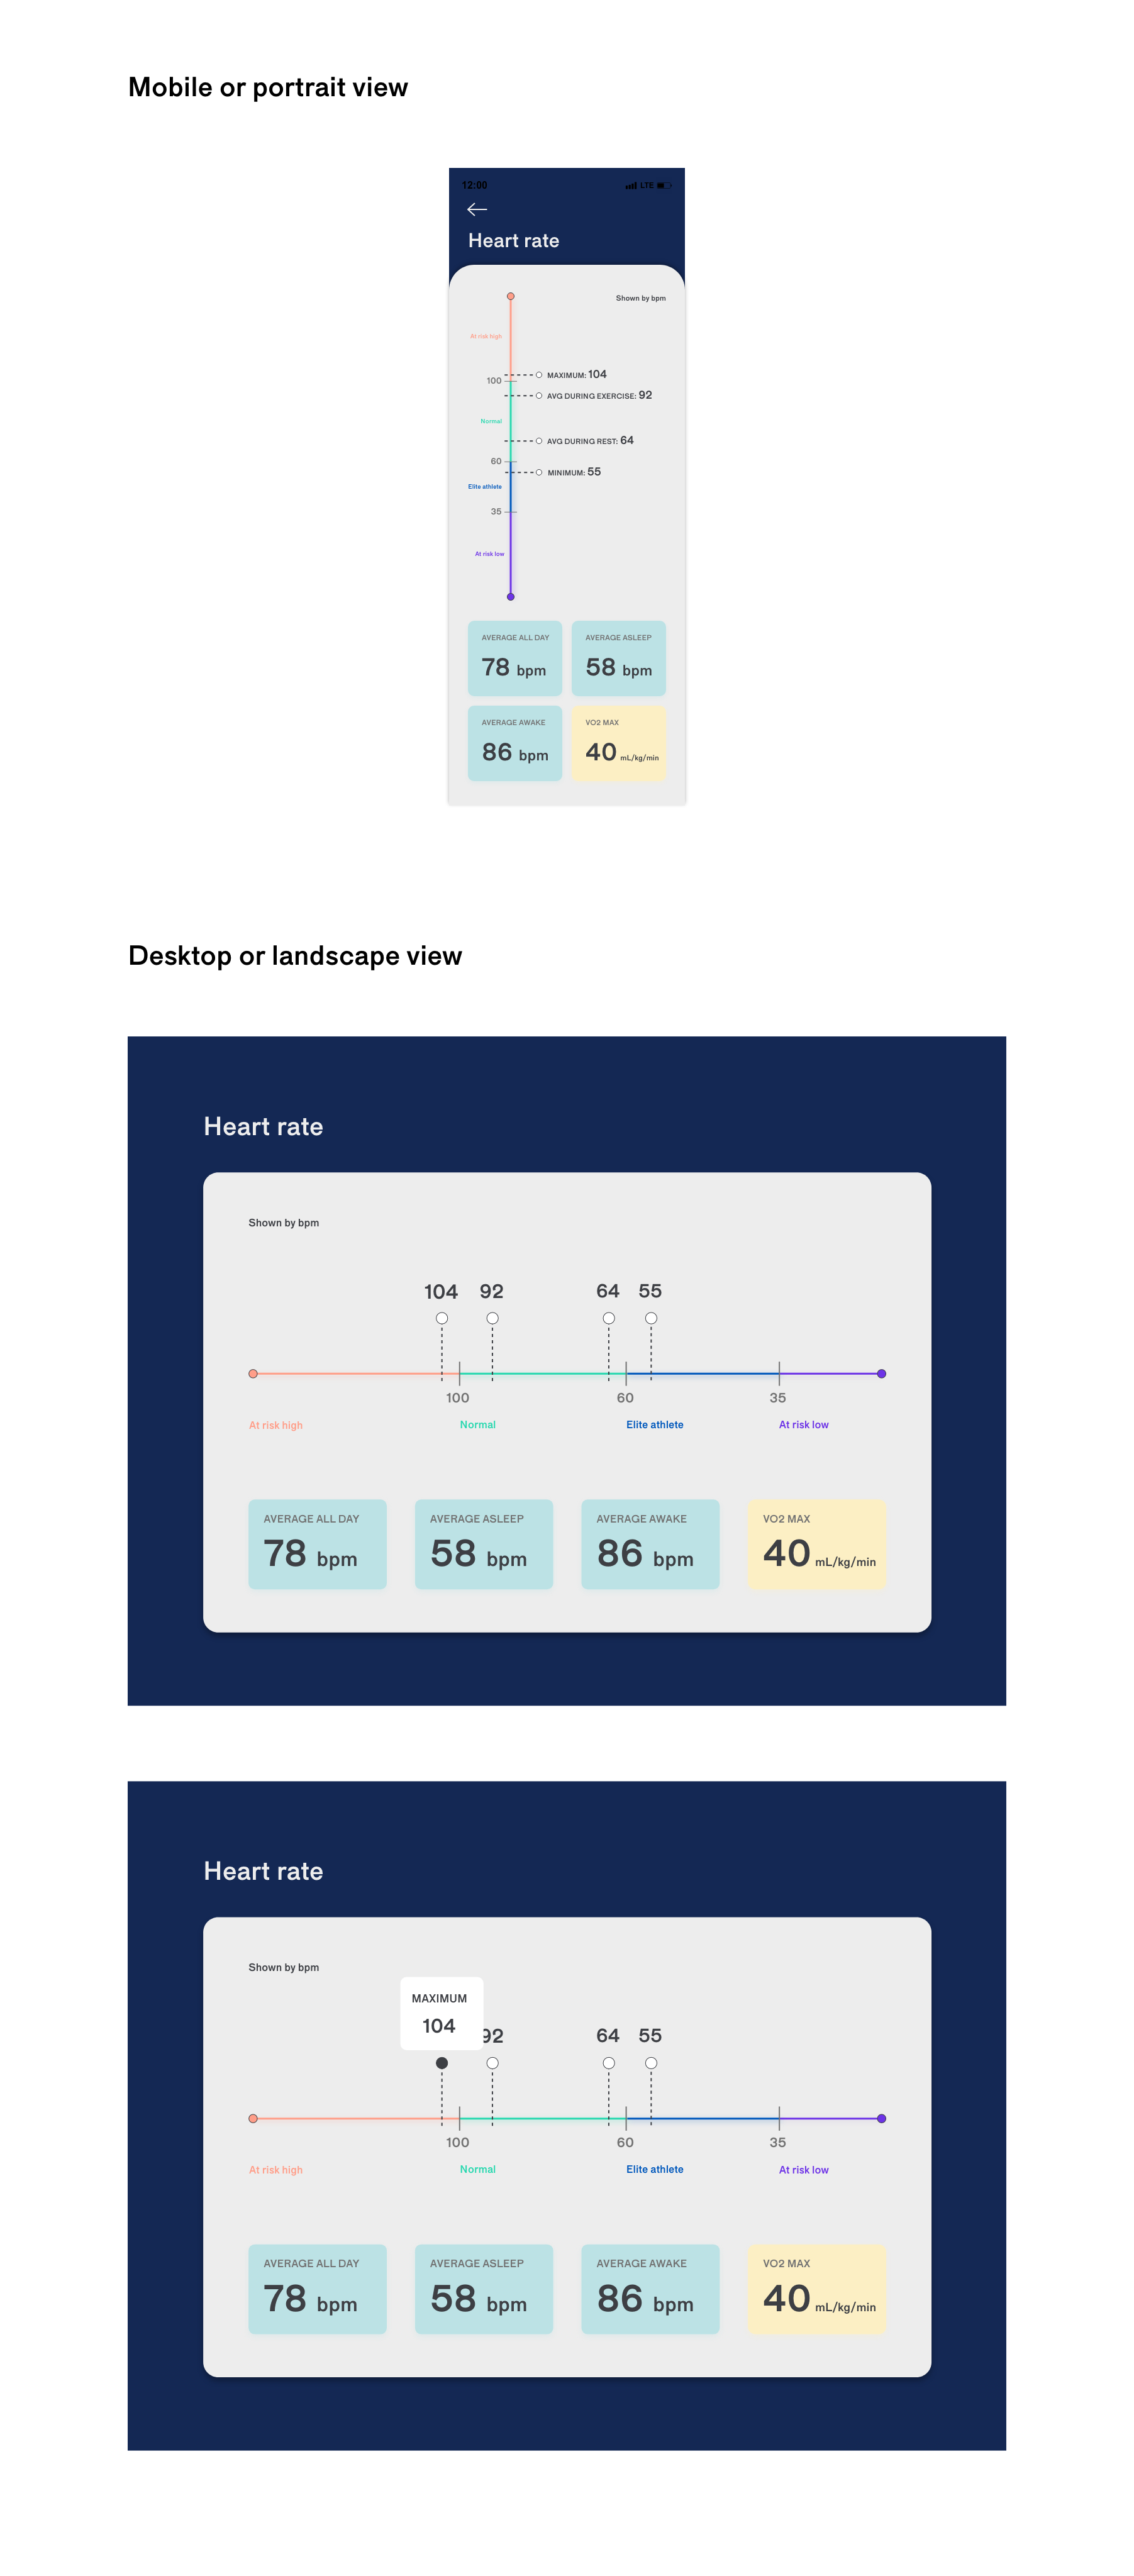 Mobile or portrait view
12:00
LTE
Heart rate
Shown by bpm
At risk high
MAXIMUM: 104
100
AVG DURING EXERCISE: 92
Normal
AVG DURING REST: 64
60
MINIMUM: 55
Elite athlete
35
At risk low
AVERAGE ALL DAY
78 bpm
AVERAGE ASLEEP
58 bpm
AVERAGE AWAKE
86 bpm
VO2 MAX
40 mL/kg/min
Desktop or landscape view
Heart rate
Shown by bpm
104 92 64 55
100 60 35
At risk high Normal Elite athlete At risk low
AVERAGE ALL DAY
78 bpm
AVERAGE ASLEEP
58 bpm
AVERAGE AWAKE
86 bpm
VO2 MAX
40 mL/kg/min
Heart rate
Shown by bpm
MAXIMUM
104
92 64 55
100 60 35
At risk high Normal Elite athlete At risk low
AVERAGE ALL DAY
78 bpm
AVERAGE ASLEEP
58 bpm
AVERAGE AWAKE
86 bpm
VO2 MAX
40 mL/kg/min